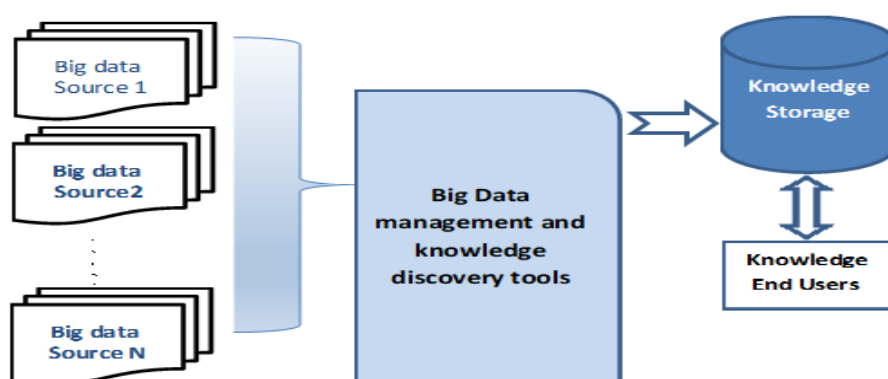 Big data
Source 1
Big data
Source2
Big data
Source N
Big Data
management and
knowledge
discovery tools
Knowledge
Storage
Knowledge
End Users